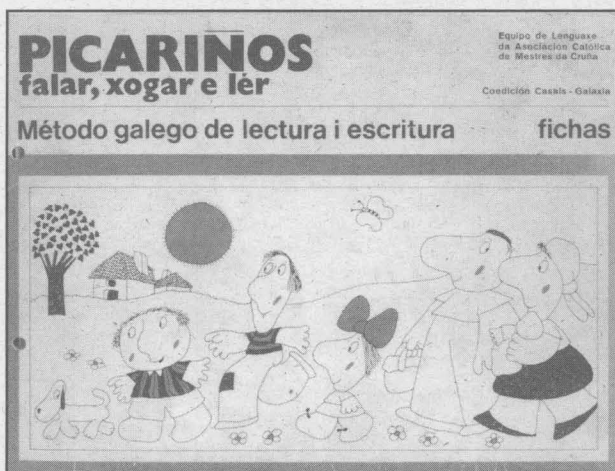 PICARIÑOS
falar, xogar e lér
Equipo de Lenguaxe
da Asociación Católica
de Mestres da Cruña
Coedición Casals - Galaxia
Método galego de lectura i escritura
fichas